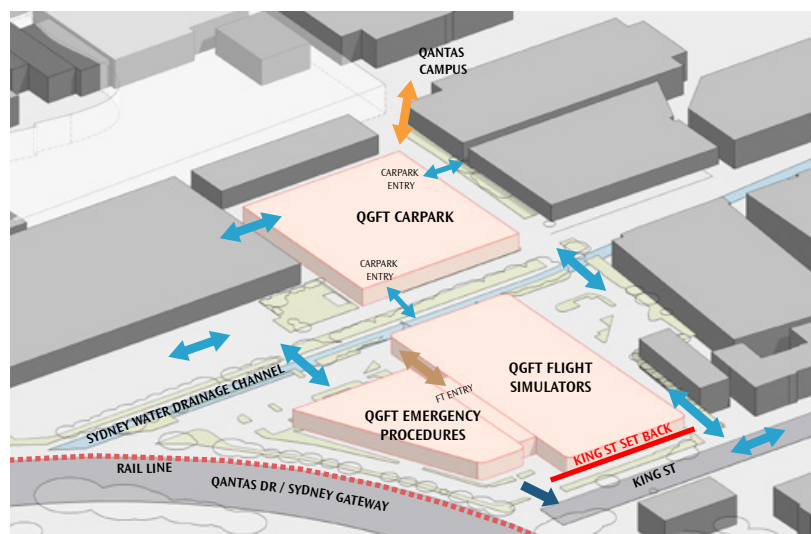 QANTAS
CAMPUS
CARPARK
ENTRY
QGFT CARPARK
CARPARK
ENTRY
QGFT FLIGHT
SIMULATORS
FT ENTRY
QGFT EMERGENCY
PROCEDURES
SYDNEY WATER DRAINAGE CHANNEL
KING ST SET BACK
KING ST
RAIL LINE
QANTAS DR / SYDNEY GATEWAY